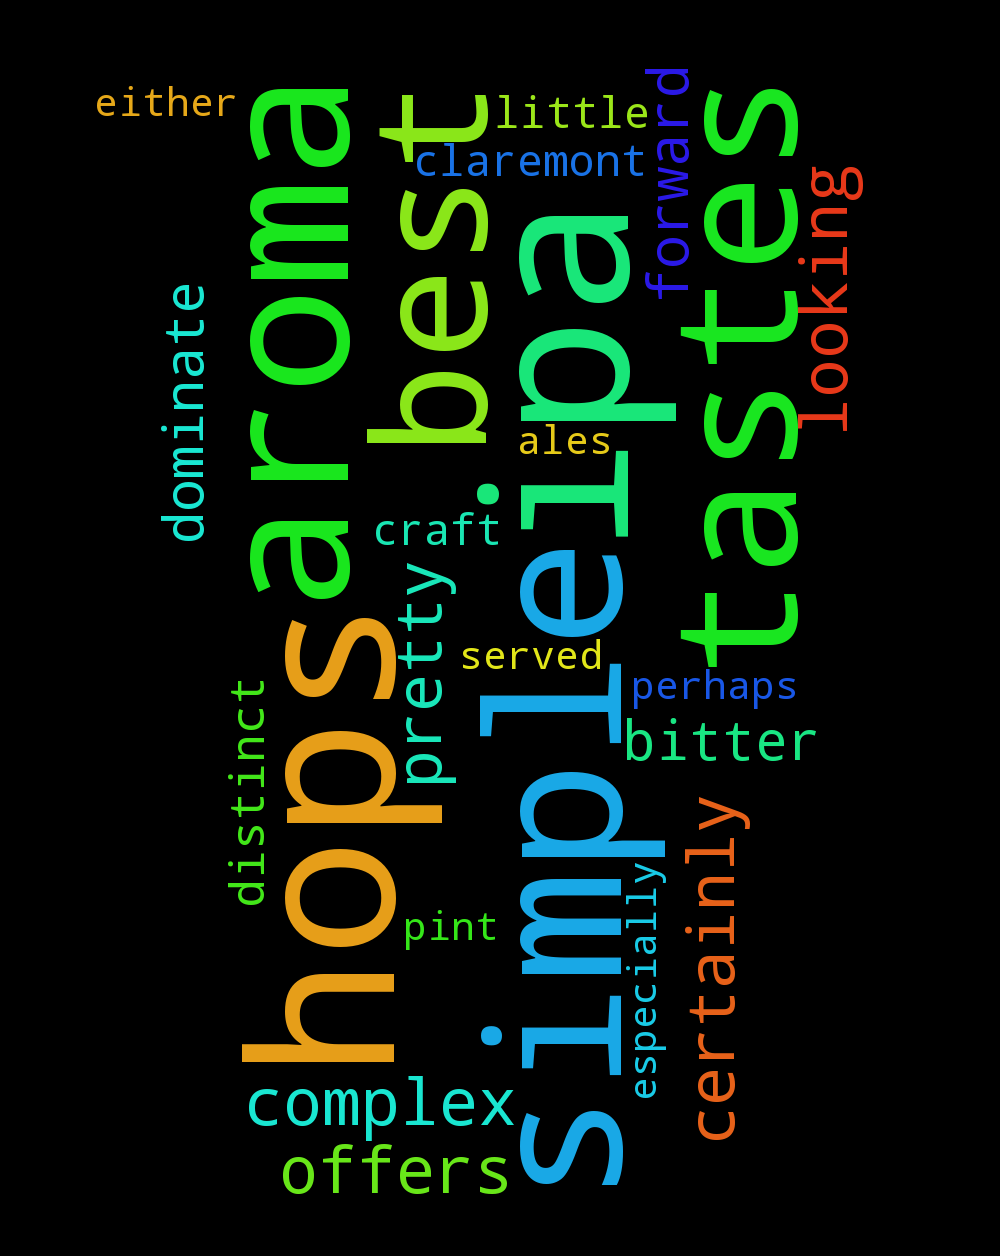 either
aroma
best
little
claremont
forward
tastes
looking
dominate
ipa
ales
craft
pretty
hops
simple
served
perhaps
bitter
distinct
pint
especially
certainly
complex
offers